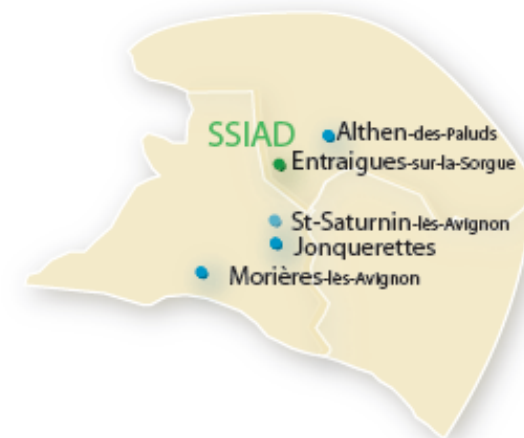 SSIAD
Althen-des-Paluds
Entraigues-sur-la-Sorgue
St-Saturnin-lès-Avignon
Jonquerettes
Morières-lès-Avignon